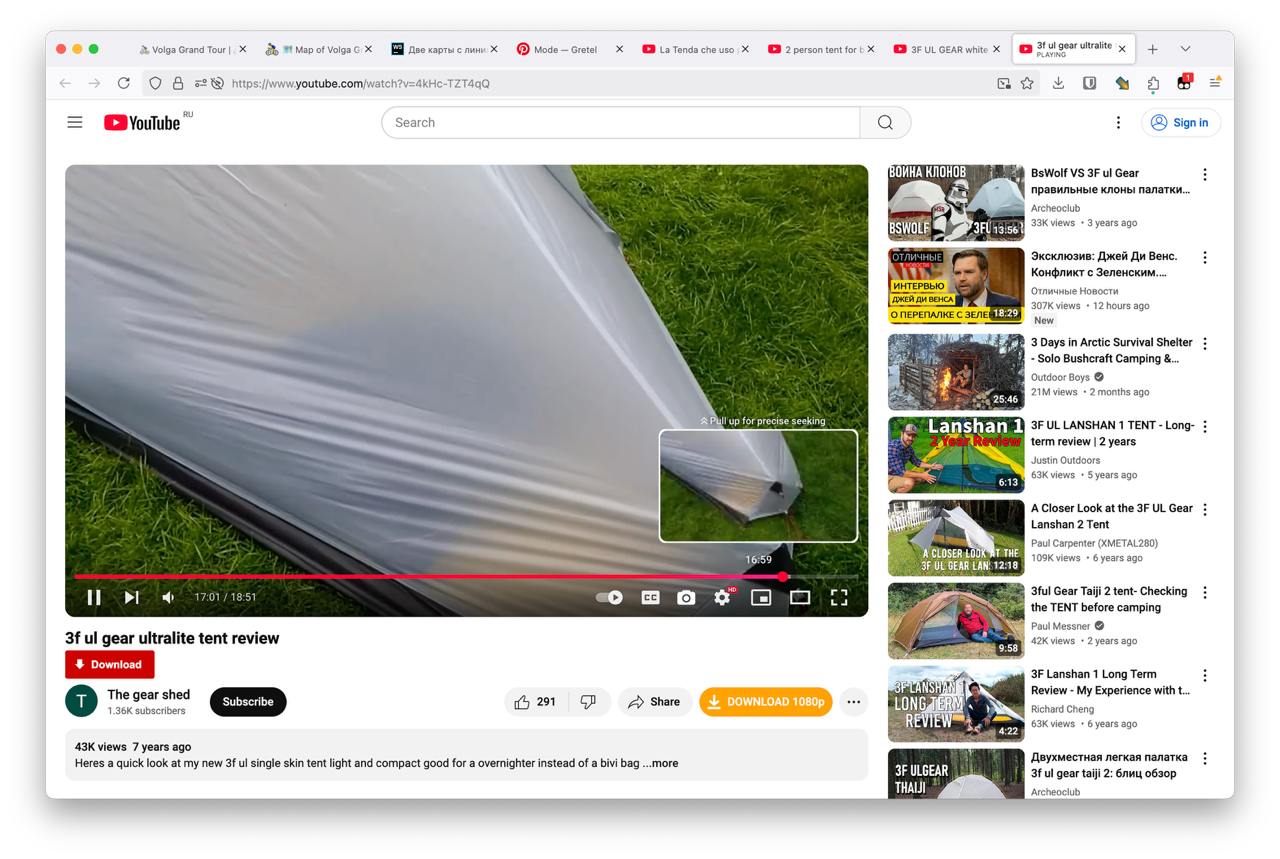 Volga Grand Tour |
Map of Volga G
Две карты с лини
Mode — Gretel
La Tenda che uso
2 person tent for b
3F UL GEAR white
3f ul gear ultralite
PLAYING
https://www.youtube.com/watch?v=4kHc-TZT4qQ
1
YouTube
RU
Search
Sign in
Pull up for precise seeking
16:59
17:01 / 18:51
CC
HD
3f ul gear ultralite tent review
Download
T
The gear shed
1.36K subscribers
Subscribe
291
Share
DOWNLOAD 1080p
43K views 7 years ago
Heres a quick look at my new 3f ul single skin tent light and compact good for a overnighter instead of a bivi bag ...more
ВОЙНА КЛОНОВ
BSWOLF VS 3FU
13:56
BsWolf VS 3F ul Gear
правильные клоны палатки…
Archeoclub
33K views • 3 years ago
ОТЛИЧНЫЕ
НОВОСТИ
ИНТЕРВЬЮ
ДЖЕЙ ДИ ВЕНСА
О ПЕРЕПАЛКЕ С ЗЕЛЕН
18:29
Эксклюзив: Джей Ди Венс.
Конфликт с Зеленским.…
Отличные Новости
307K views • 12 hours ago
New
25:46
3 Days in Arctic Survival Shelter
- Solo Bushcraft Camping &…
Outdoor Boys
21M views • 2 months ago
Lanshan 1
2 Year Review
6:13
3F UL LANSHAN 1 TENT - Long-
term review | 2 years
Justin Outdoors
63K views • 5 years ago
A CLOSER LOOK AT THE
3F UL GEAR LAN
12:18
A Closer Look at the 3F UL Gear
Lanshan 2 Tent
Paul Carpenter (XMETAL280)
109K views • 6 years ago
9:58
3ful Gear Taiji 2 tent- Checking
the TENT before camping
Paul Messner
42K views • 2 years ago
3F LANSHAN 1
LONG TERM
REVIEW
4:22
3F Lanshan 1 Long Term
Review - My Experience with t…
Richard Cheng
63K views • 6 years ago
3F ULGEAR
THAIJI
Двухместная легкая палатка
3f ul gear taiji 2: блиц обзор
Archeoclub